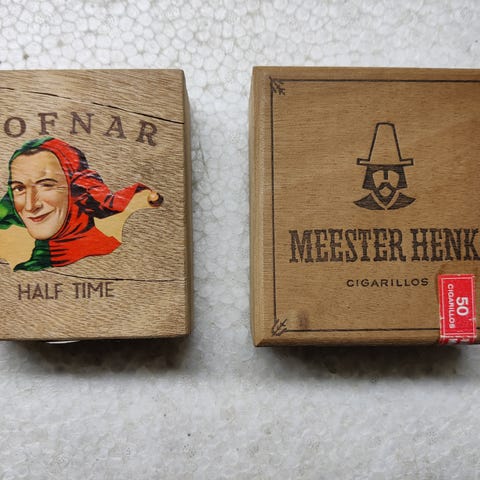 OFNAR
HALF TIME
MEESTER HENK
CIGARILLOS
50
CIGARILLOS